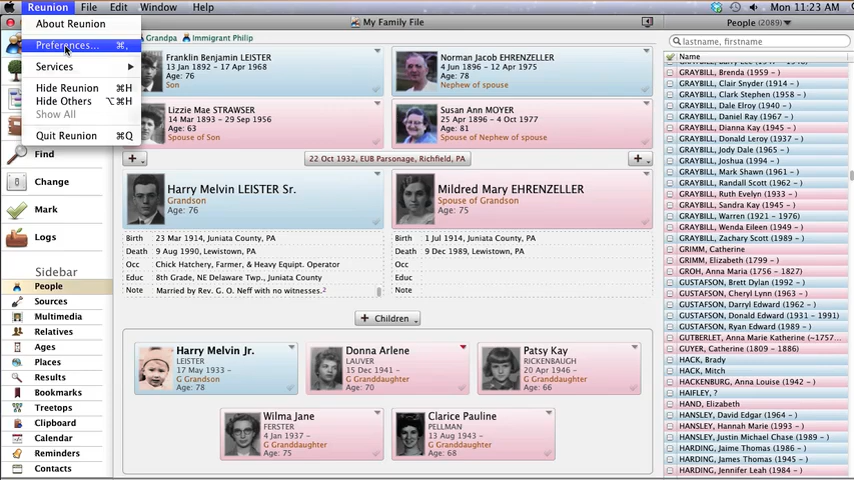 Reunion File Edit Window Help Mon 11:23 AM
About Reunion
Preferences... ⌘,
Services
Hide Reunion ⌘H
Hide Others ⌥⌘H
Show All
Quit Reunion ⌘Q
Find
Change
Mark
Logs
Sidebar
People
Sources
Multimedia
Relatives
Ages
Places
Results
Bookmarks
Treetops
Clipboard
Calendar
Reminders
Contacts
My Family File
Grandpa Immigrant Philip
Franklin Benjamin LEISTER
13 Jan 1892 - 17 Apr 1968
Age: 76
Son
Norman Jacob EHRENZELLER
4 Jun 1896 - 12 Apr 1975
Age: 78
Nephew of spouse
Lizzie Mae STRAWSER
14 Mar 1893 - 29 Sep 1956
Age: 63
Spouse of Son
Susan Ann MOYER
25 Apr 1896 - 4 Oct 1977
Age: 81
Spouse of Nephew of spouse
22 Oct 1932, EUB Parsonage, Richfield, PA
Harry Melvin LEISTER Sr.
Grandson
Age: 76
Mildred Mary EHRENZELLER
Spouse of Grandson
Age: 75
Birth 23 Mar 1914, Juniata County, PA
Death 9 Aug 1990, Lewistown, PA
Occ Chick Hatchery, Farmer, & Heavy Equipt. Operator
Educ 8th Grade, NE Delaware Twp., Juniata County
Note Married by Rev. G. O. Neff with no witnesses.2
Birth 1 Jul 1914, Juniata County, PA
Death 9 Dec 1989, Lewistown, PA
Occ
Educ
Note
Children
Harry Melvin Jr.
LEISTER
17 May 1933 -
G Grandson
Age: 78
Donna Arlene
LAUVER
15 Dec 1941 -
G Granddaughter
Age: 70
Patsy Kay
RICKENBAUGH
20 Apr 1946 -
G Granddaughter
Age: 66
Wilma Jane
FERSTER
4 Jan 1937 -
G Granddaughter
Age: 75
Clarice Pauline
PELLMAN
13 Aug 1943 -
G Granddaughter
Age: 68
People (2089)
lastname, firstname
Name
GRAYBILL, Brenda (1959 - )
GRAYBILL, Clair Snyder (1914 - )
GRAYBILL, Clark Stephen (1958 - )
GRAYBILL, Dale Elroy (1940 - )
GRAYBILL, Daniel Ray (1967 - )
GRAYBILL, Dianna Kay (1945 - )
GRAYBILL, Donald Leroy (1937 - )
GRAYBILL, Jody Dale (1965 - )
GRAYBILL, Joshua (1994 - )
GRAYBILL, Mark Shawn (1961 - )
GRAYBILL, Randall Scott (1962 - )
GRAYBILL, Ruth Evelyn (1933 - )
GRAYBILL, Sandra Kay (1945 - )
GRAYBILL, Warren (1921 - 1976)
GRAYBILL, Wenda Eileen (1949 - )
GRAYBILL, Zachary Scott (1989 - )
GRIMM, Catherine
GRIMM, Elizabeth (1799 - )
GROH, Anna Maria (1756 - 1827)
GUSTAFSON, Brett Dylan (1992 - )
GUSTAFSON, Cheryl Lynn (1963 - )
GUSTAFSON, Darryl Edward (1962 - )
GUSTAFSON, Donald Edward (1931 - 1991)
GUSTAFSON, Ryan Edward (1989 - )
GUTBERLET, Anna Marie Katherine (~1757...
GUYER, Catherine (1809 - 1886)
HACK, Brady
HACK, Mitch
HACKENBURG, Anna Louise (1942 - )
HAIFLEY, ?
HAMMOND, David Edgar (1964 - )
HAND, Elizabeth
HANSLEY, David Edgar (1964 - )
HANSLEY, Hannah Marie (1993 - )
HANSLEY, Justin Michael Chase (1989 - )
HARDING, Jaime Thomas (1986 - )
HARDING, James Thomas (1945 - )
HARDING, Jennifer Leah (1984 - )